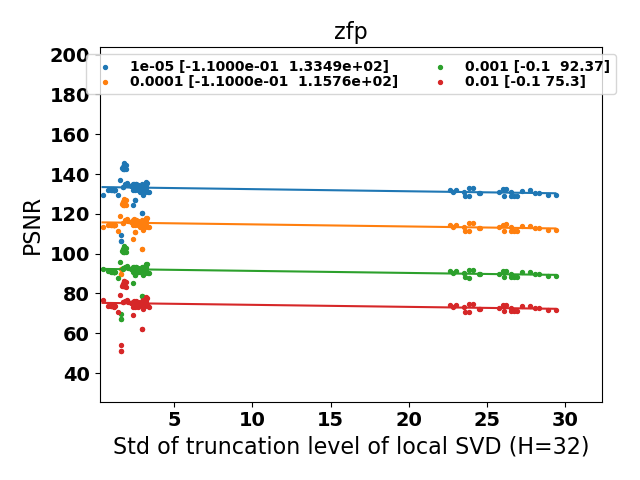 zfp
1e-05 [-1.1000e-01  1.3349e+02]
0.0001 [-1.1000e-01  1.1576e+02]
0.001 [-0.1  92.37]
0.01 [-0.1 75.3]
200
180
160
140
120
100
80
60
40
PSNR
5 10 15 20 25 30
Std of truncation level of local SVD (H=32)